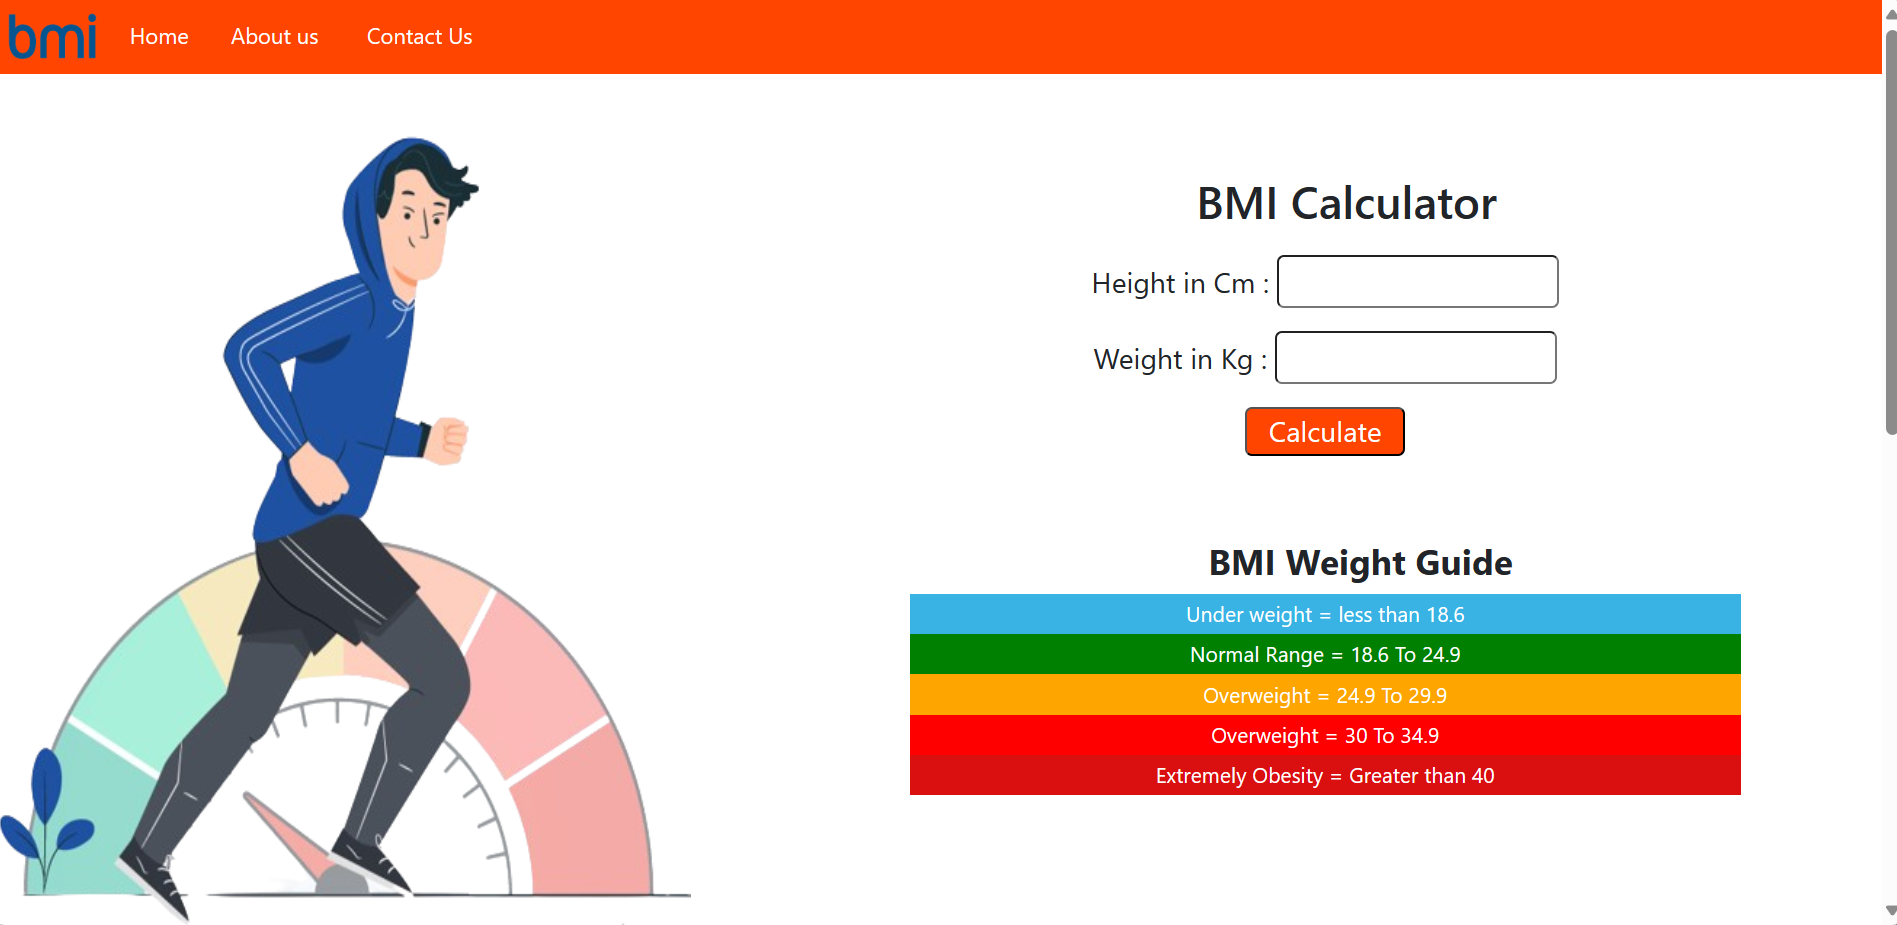 bmi Home About us Contact Us
BMI Calculator
Height in Cm :
Weight in Kg :
Calculate
BMI Weight Guide
Under weight = less than 18.6
Normal Range = 18.6 To 24.9
Overweight = 24.9 To 29.9
Overweight = 30 To 34.9
Extremely Obesity = Greater than 40